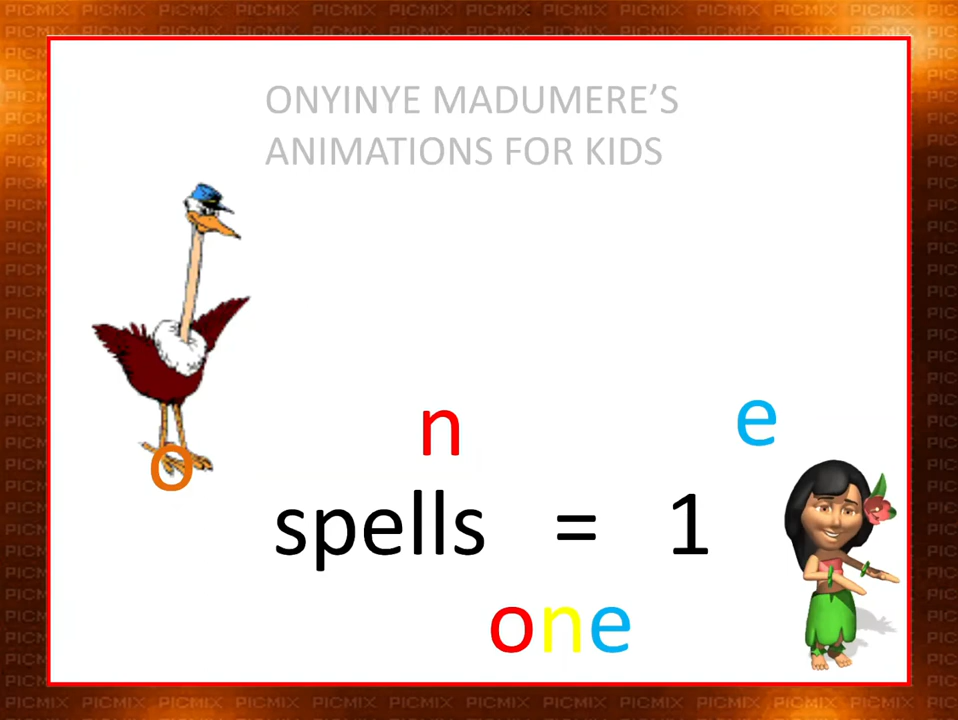 ONYINYE MADUMERE’S
ANIMATIONS FOR KIDS
n e
o
spells = 1
one